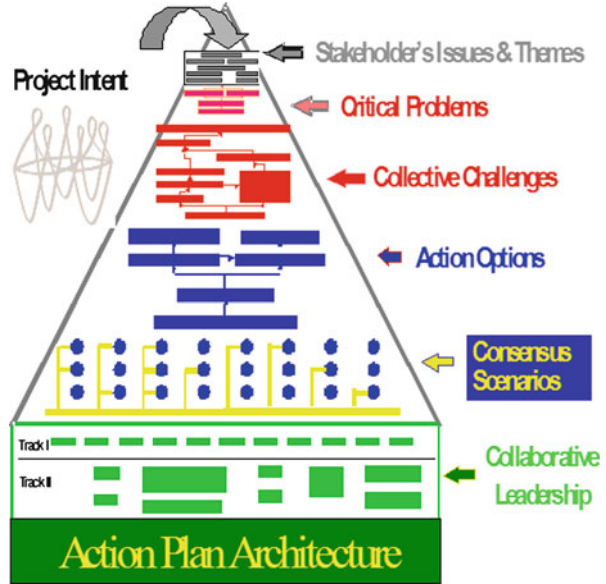 Stakeholder's Issues & Themes
Project Intent
Critical Problems
Collective Challenges
Action Options
Consensus
Scenarios
Track I
Track II
Collaborative
Leadership
Action Plan Architecture